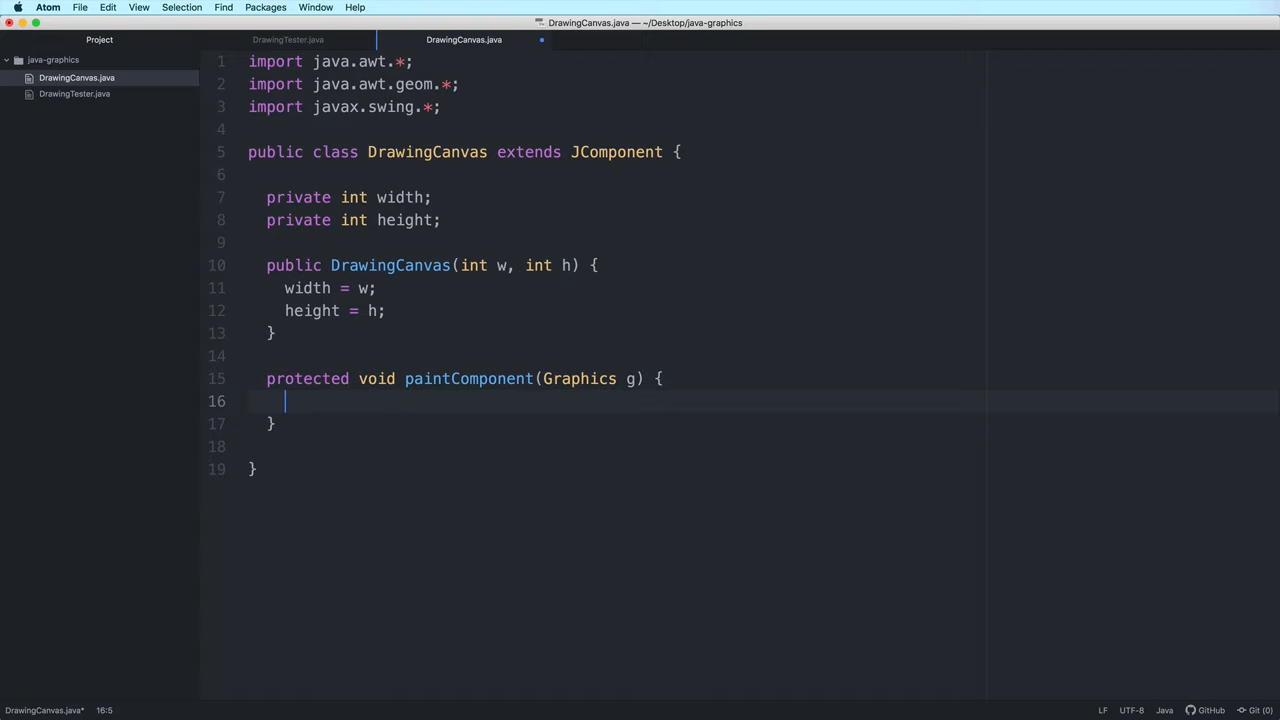 Atom File Edit View Selection Find Packages Window Help
DrawingCanvas.java — ~/Desktop/java-graphics
Project DrawingTester.java DrawingCanvas.java
java-graphics
DrawingCanvas.java
DrawingTester.java
1 import java.awt.*;
2 import java.awt.geom.*;
3 import javax.swing.*;
4
5 public class DrawingCanvas extends JComponent {
6
7 private int width;
8 private int height;
9
10 public DrawingCanvas(int w, int h) {
11 width = w;
12 height = h;
13 }
14
15 protected void paintComponent(Graphics g) {
16
17 }
18
19 }
DrawingCanvas.java* 16:5 LF UTF-8 Java GitHub Git (0)